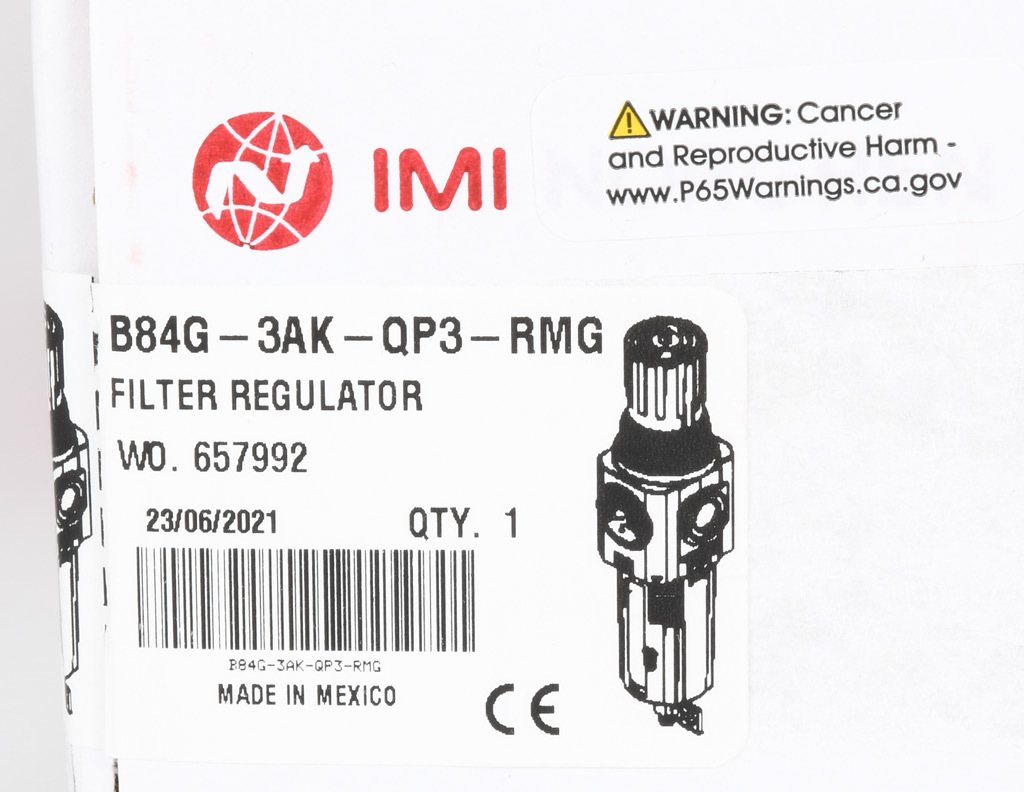 IMI
⚠WARNING: Cancer
and Reproductive Harm -
www.P65Warnings.ca.gov
B84G-3AK-QP3-RMG
FILTER REGULATOR
WO. 657992
23/06/2021
QTY. 1
B84G-3AK-QP3-RMG
MADE IN MEXICO
CE